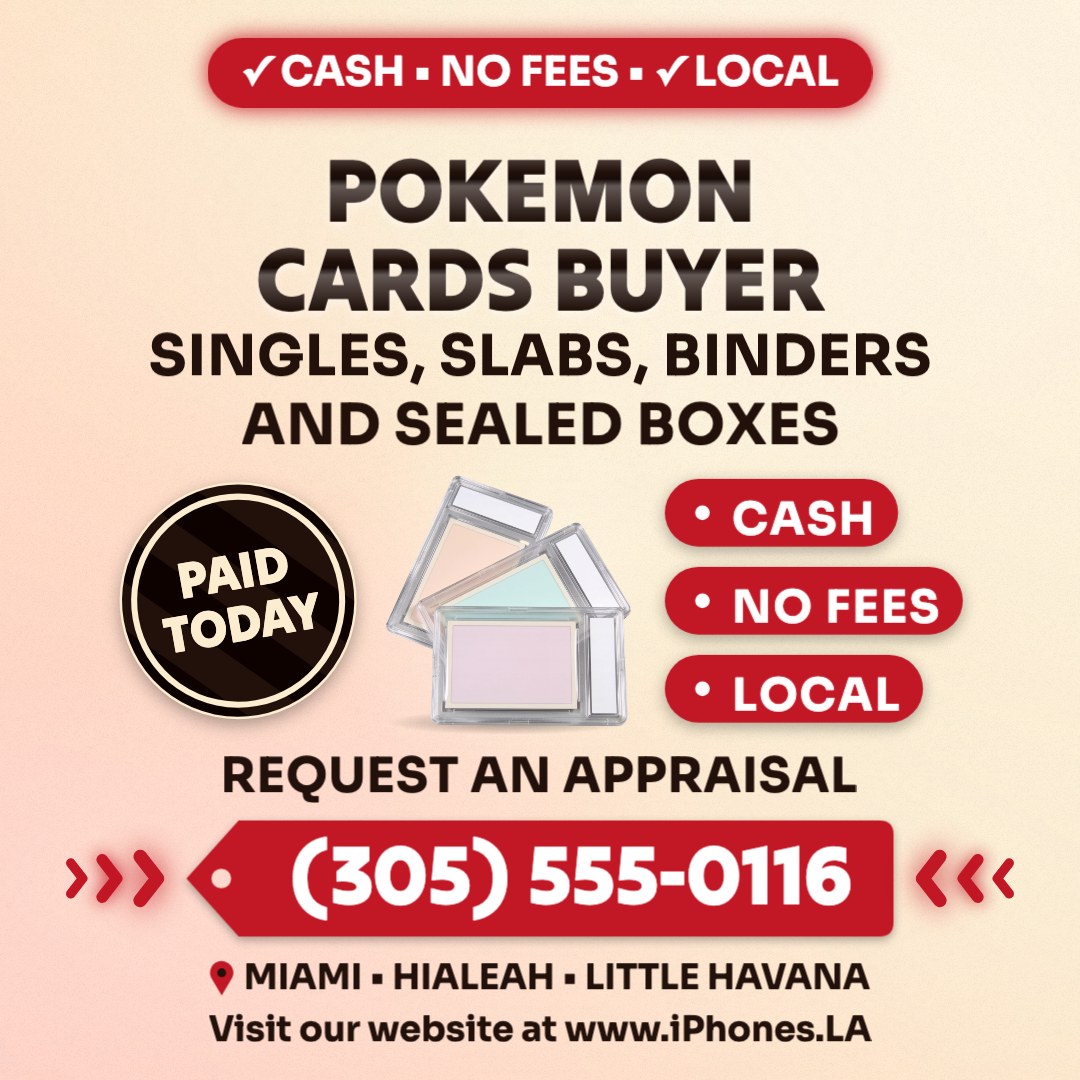 ✓CASH ▪ NO FEES ▪ ✓LOCAL
POKEMON
CARDS BUYER
SINGLES, SLABS, BINDERS
AND SEALED BOXES
PAID
TODAY
• CASH
• NO FEES
• LOCAL
REQUEST AN APPRAISAL
(305) 555-0116
MIAMI ▪ HIALEAH ▪ LITTLE HAVANA
Visit our website at www.iPhones.LA